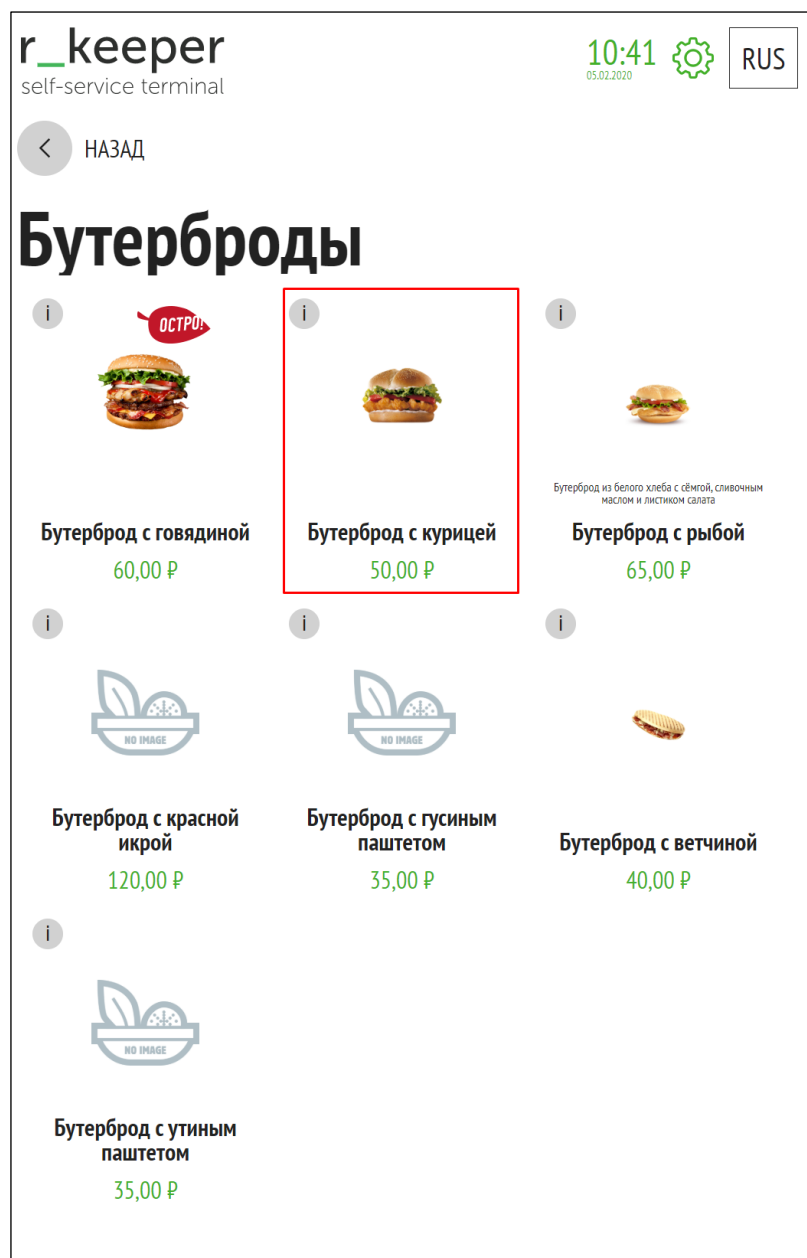 r_keeper
self-service terminal
10:41
05.02.2020
RUS
НАЗАД
Бутерброды
i
ОСТРО!
i
i
Бутерброд из белого хлеба с сёмгой, сливочным
маслом и листиком салата
Бутерброд с говядиной
Бутерброд с курицей
Бутерброд с рыбой
60,00 ₽
50,00 ₽
65,00 ₽
i
i
i
NO IMAGE
NO IMAGE
Бутерброд с красной
икрой
Бутерброд с гусиным
паштетом
Бутерброд с ветчиной
120,00 ₽
35,00 ₽
40,00 ₽
i
NO IMAGE
Бутерброд с утиным
паштетом
35,00 ₽